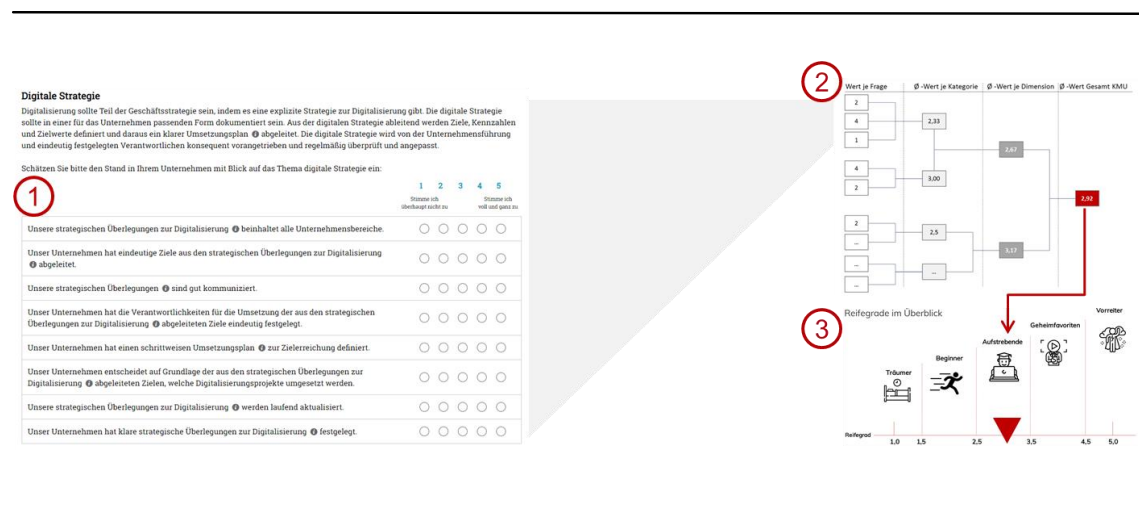 Digitale Strategie
Digitalisierung sollte Teil der Geschäftsstrategie sein, indem es eine explizite Strategie zur Digitalisierung gibt. Die digitale Strategie
sollte in einer für das Unternehmen passenden Form dokumentiert sein. Aus der digitalen Strategie ableitend werden Ziele, Kennzahlen
und Zielwerte definiert und daraus ein klarer Umsetzungsplan abgeleitet. Die digitale Strategie wird von der Unternehmensführung
und eindeutig festgelegten Verantwortlichen konsequent vorangetrieben und regelmäßig überprüft und angepasst.
Schätzen Sie bitte den Stand in Ihrem Unternehmen mit Blick auf das Thema digitale Strategie ein:
1
1 2 3 4 5
Stimme ich
überhaupt nicht zu
Stimme ich
voll und ganz zu
Unsere strategischen Überlegungen zur Digitalisierung beinhaltet alle Unternehmensbereiche.
Unser Unternehmen hat eindeutige Ziele aus den strategischen Überlegungen zur Digitalisierung
abgeleitet.
Unsere strategischen Überlegungen sind gut kommuniziert.
Unser Unternehmen hat die Verantwortlichkeiten für die Umsetzung der aus den strategischen
Überlegungen zur Digitalisierung abgeleiteten Ziele eindeutig festgelegt.
Unser Unternehmen hat einen schrittweisen Umsetzungsplan zur Zielerreichung definiert.
Unser Unternehmen entscheidet auf Grundlage der aus den strategischen Überlegungen zur
Digitalisierung abgeleiteten Zielen, welche Digitalisierungsprojekte umgesetzt werden.
Unsere strategischen Überlegungen zur Digitalisierung werden laufend aktualisiert.
Unser Unternehmen hat klare strategische Überlegungen zur Digitalisierung festgelegt.
2
Wert je Frage Ø -Wert je Kategorie Ø -Wert je Dimension Ø -Wert Gesamt KMU
2
4
2,33
1
2,67
4
3,00
2
2,92
2
2,5
...
3,17
...
...
...
3
Reifegrade im Überblick
Vorreiter
Geheimfavoriten
Aufstrebende
Beginner
Träumer
Reifegrad
1,0 1,5 2,5 3,5 4,5 5,0